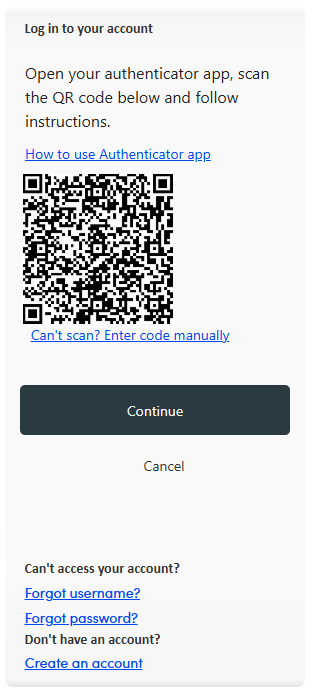 Log in to your account
Open your authenticator app, scan
the QR code below and follow
instructions.
How to use Authenticator app
Can't scan? Enter code manually
Continue
Cancel
Can't access your account?
Forgot username?
Forgot password?
Don't have an account?
Create an account